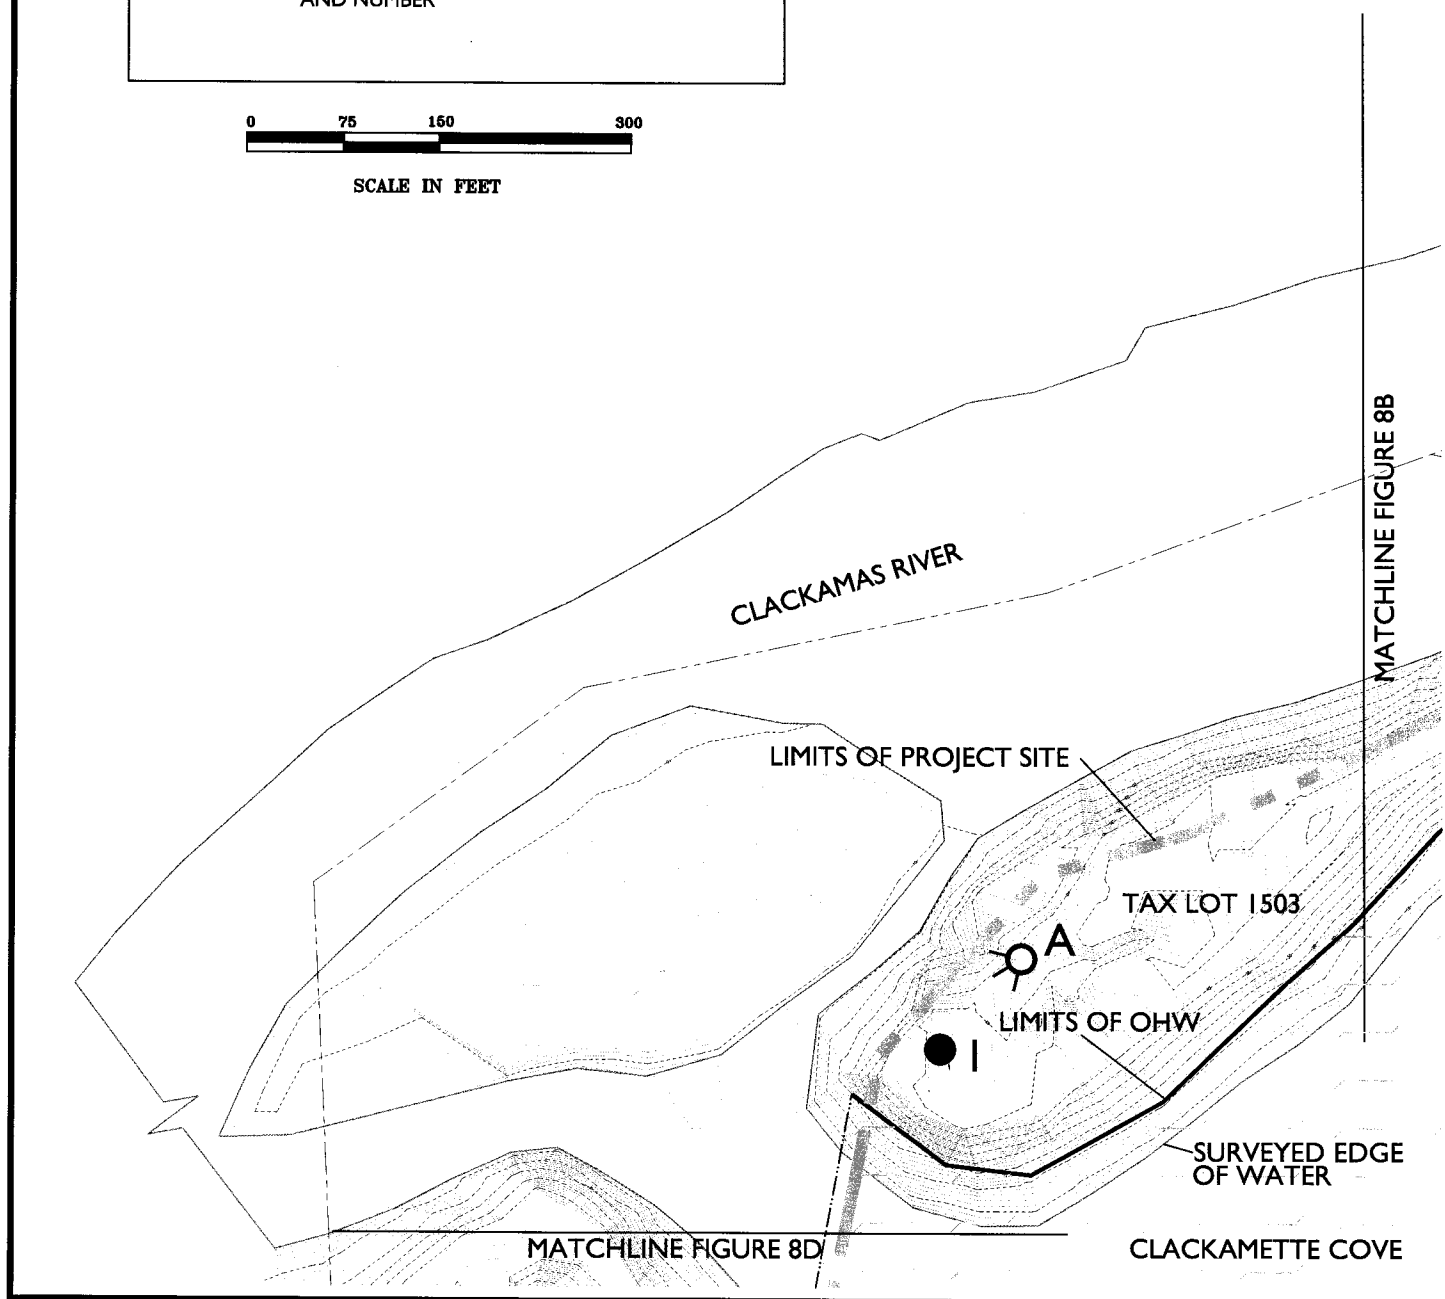 AND NUMBER
0 75 150 300
SCALE IN FEET
MATCHLINE FIGURE 8B
CLACKAMAS RIVER
LIMITS OF PROJECT SITE
TAX LOT 1503
A
LIMITS OF OHW
1
SURVEYED EDGE
OF WATER
MATCHLINE FIGURE 8D
CLACKAMETTE COVE